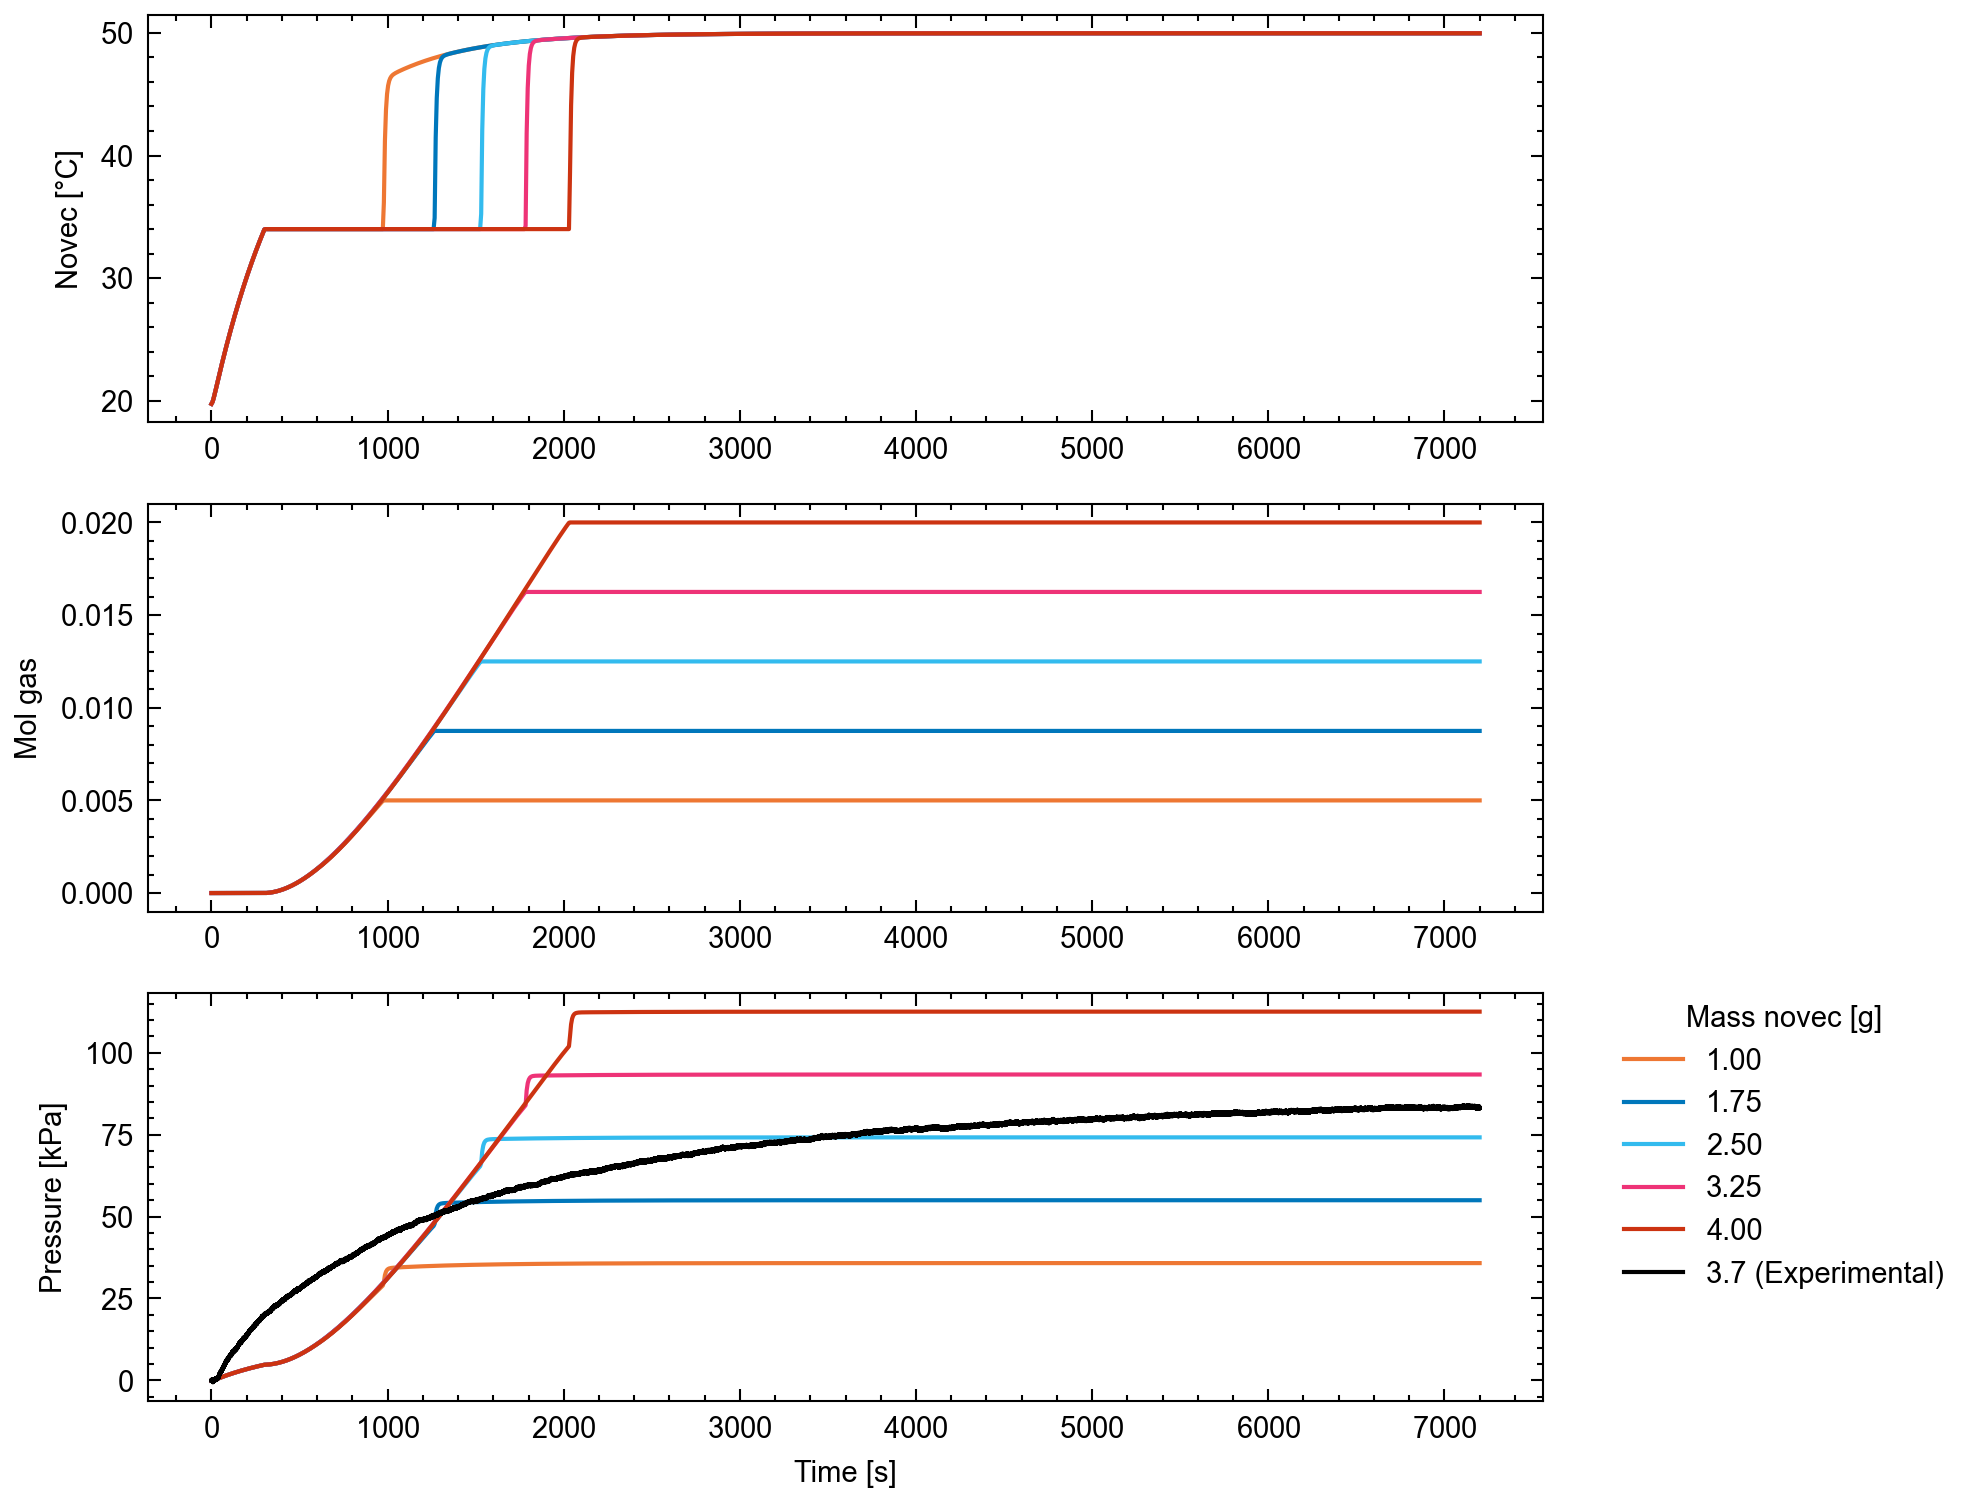 Novec [°C]
50
40
30
20
0 1000 2000 3000 4000 5000 6000 7000
Mol gas
0.020
0.015
0.010
0.005
0.000
0 1000 2000 3000 4000 5000 6000 7000
Pressure [kPa]
100
75
50
25
0
0 1000 2000 3000 4000 5000 6000 7000
Time [s]
Mass novec [g]
1.00
1.75
2.50
3.25
4.00
3.7 (Experimental)